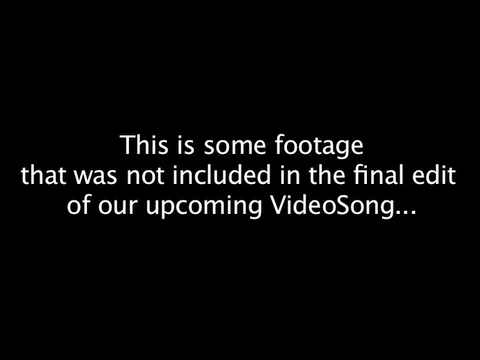 This is some footage
that was not included in the final edit
of our upcoming VideoSong...